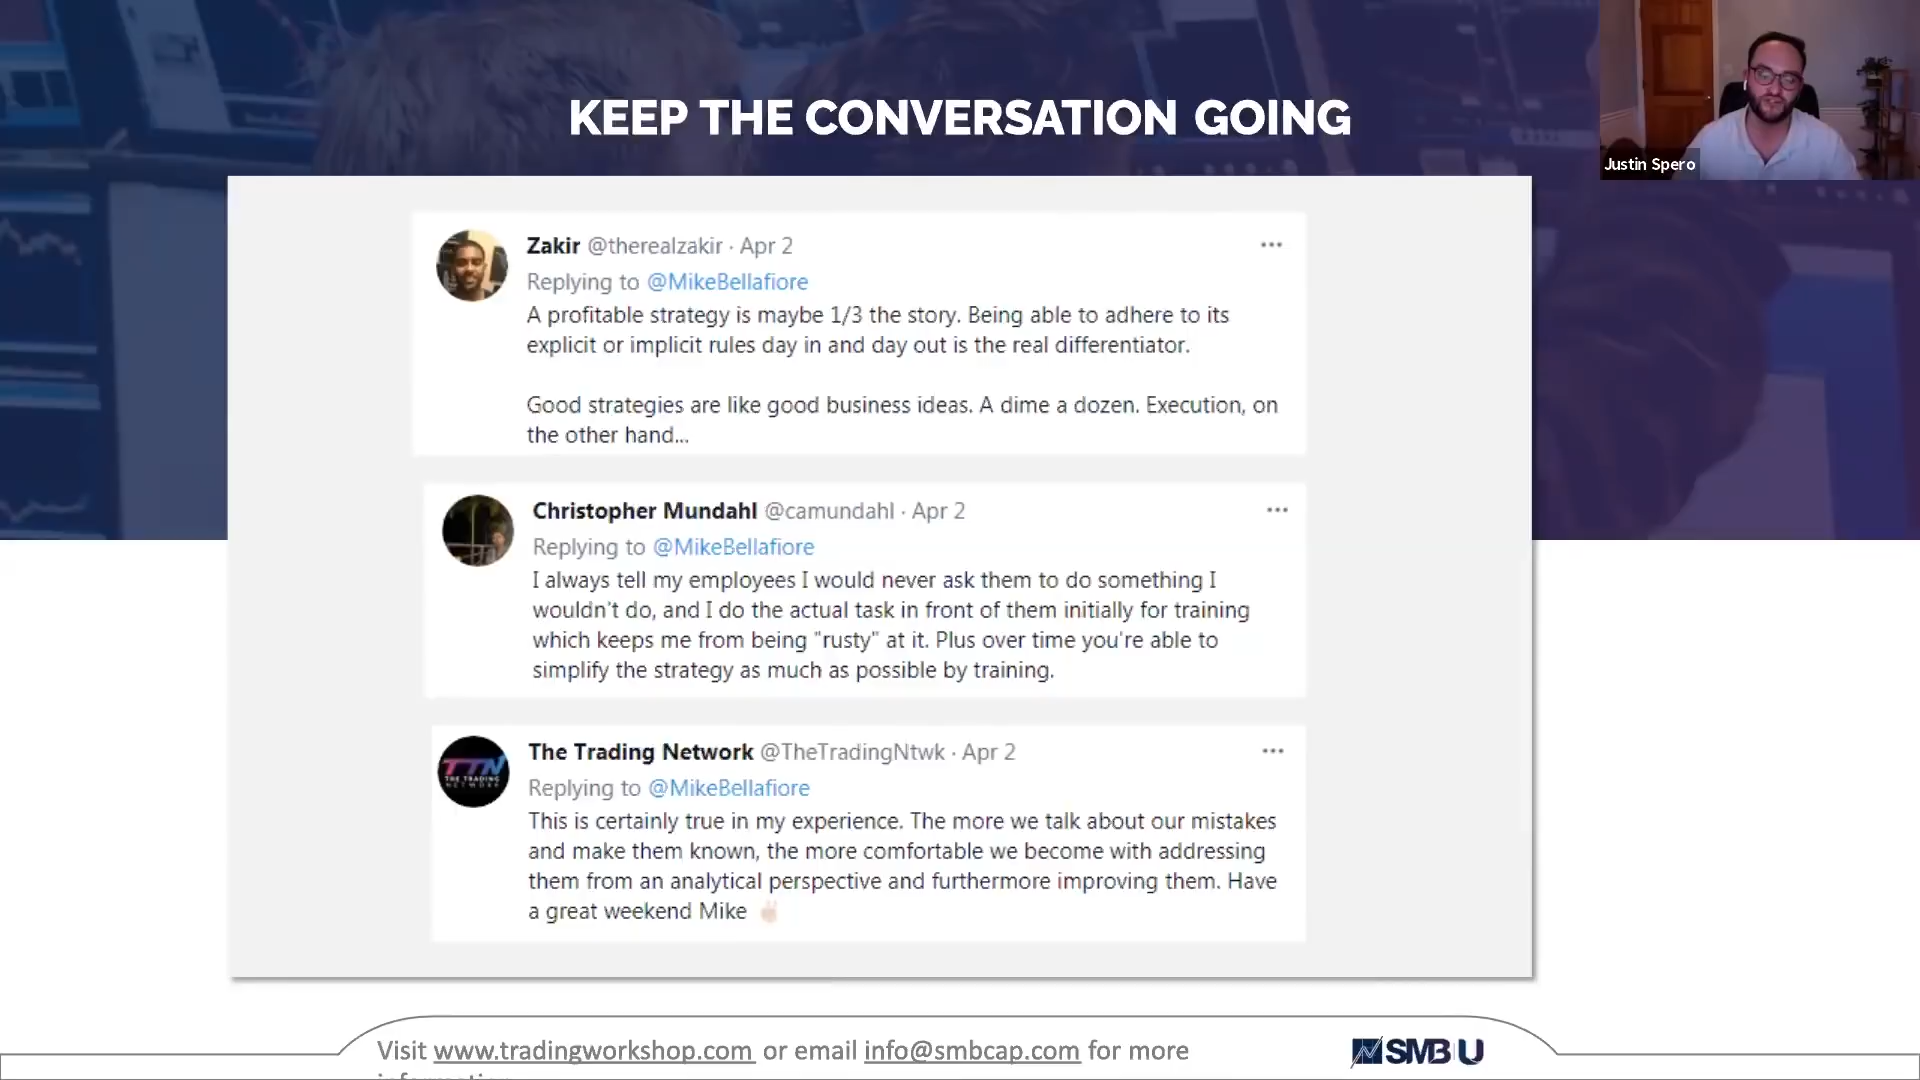 KEEP THE CONVERSATION GOING
Justin Spero
Zakir @therealzakir · Apr 2
Replying to @MikeBellafiore
A profitable strategy is maybe 1/3 the story. Being able to adhere to its
explicit or implicit rules day in and day out is the real differentiator.
Good strategies are like good business ideas. A dime a dozen. Execution, on
the other hand...
Christopher Mundahl @camundahl · Apr 2
Replying to @MikeBellafiore
I always tell my employees I would never ask them to do something I
wouldn't do, and I do the actual task in front of them initially for training
which keeps me from being "rusty" at it. Plus over time you're able to
simplify the strategy as much as possible by training.
TTN
THE TRADING
NETWORK
The Trading Network @TheTradingNtwk · Apr 2
Replying to @MikeBellafiore
This is certainly true in my experience. The more we talk about our mistakes
and make them known, the more comfortable we become with addressing
them from an analytical perspective and furthermore improving them. Have
a great weekend Mike ✌🏻
Visit www.tradingworkshop.com or email info@smbcap.com for more
SMB U